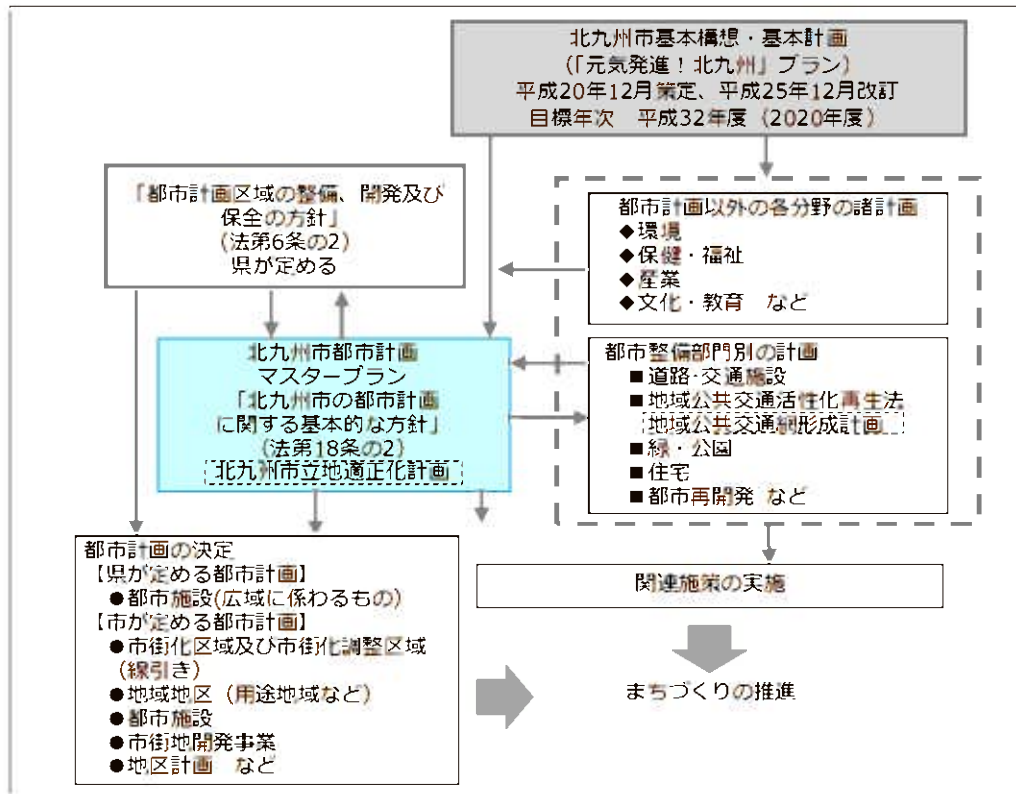 北九州市基本構想・基本計画
(「元気発進！北九州」プラン)
平成20年12月策定、平成25年12月改訂
目標年次　平成32年度（2020年度）
「都市計画区域の整備、開発及び
保全の方針」
(法第6条の2)
県が定める
都市計画以外の各分野の諸計画
◆環境
◆保健・福祉
◆産業
◆文化・教育　など
北九州市都市計画
マスタープラン
「北九州市の都市計画
に関する基本的な方針」
(法第18条の2)
北九州市立地適正化計画
都市整備部門別の計画
■道路・交通施設
■地域公共交通活性化再生法
地域公共交通網形成計画
■緑・公園
■住宅
■都市再開発 など
都市計画の決定
【県が定める都市計画】
●都市施設(広域に係わるもの)
【市が定める都市計画】
●市街化区域及び市街化調整区域
（線引き）
●地域地区（用途地域など）
●都市施設
●市街地開発事業
●地区計画　など
関連施策の実施
まちづくりの推進